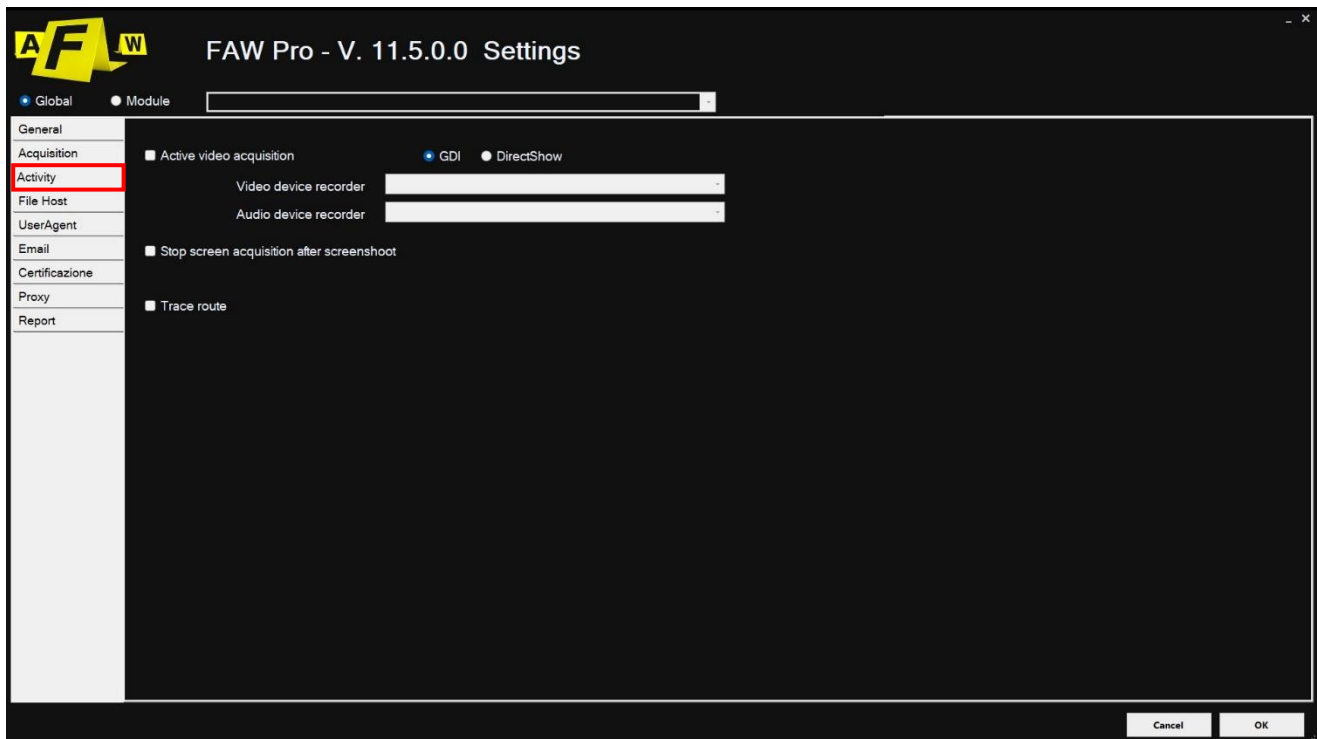 A F W
FAW Pro - V. 11.5.0.0 Settings
Global Module
General
Acquisition
Activity
File Host
UserAgent
Email
Certificazione
Proxy
Report
Active video acquisition GDI DirectShow
Video device recorder
Audio device recorder
Stop screen acquisition after screenshoot
Trace route
Cancel OK